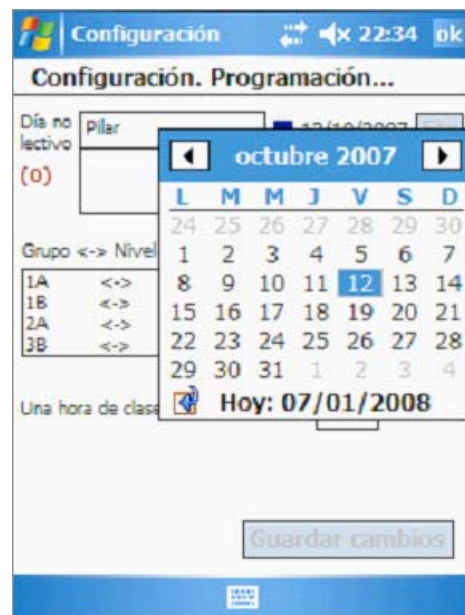 Configuración 22:34 ok
Configuración. Programación...
Día no lectivo
Pilar
12/10/2007
(0)
octubre 2007
L M M J V S D
24 25 26 27 28 29 30
1 2 3 4 5 6 7
8 9 10 11 12 13 14
15 16 17 18 19 20 21
22 23 24 25 26 27 28
29 30 31 1 2 3 4
Hoy: 07/01/2008
Grupo <-> Nivel
1A <->
1B <->
2A <->
3B <->
Una hora de clase
Guardar cambios